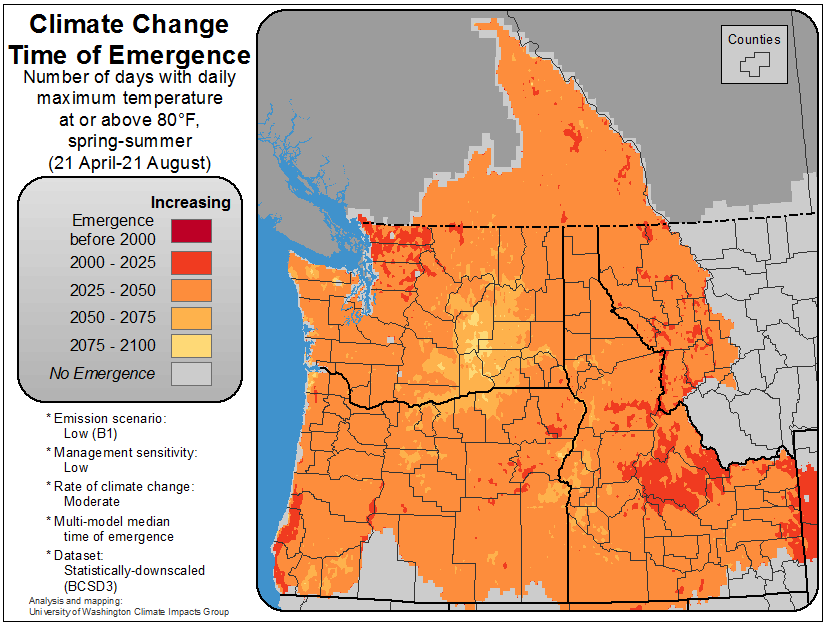 Climate Change
Time of Emergence
Number of days with daily
maximum temperature
at or above 80°F,
spring-summer
(21 April-21 August)
Increasing
Emergence
before 2000
2000 - 2025
2025 - 2050
2050 - 2075
2075 - 2100
No Emergence
* Emission scenario:
Low (B1)
* Management sensitivity:
Low
* Rate of climate change:
Moderate
* Multi-model median
time of emergence
* Dataset:
Statistically-downscaled
(BCSD3)
Analysis and mapping:
University of Washington Climate Impacts Group
Counties